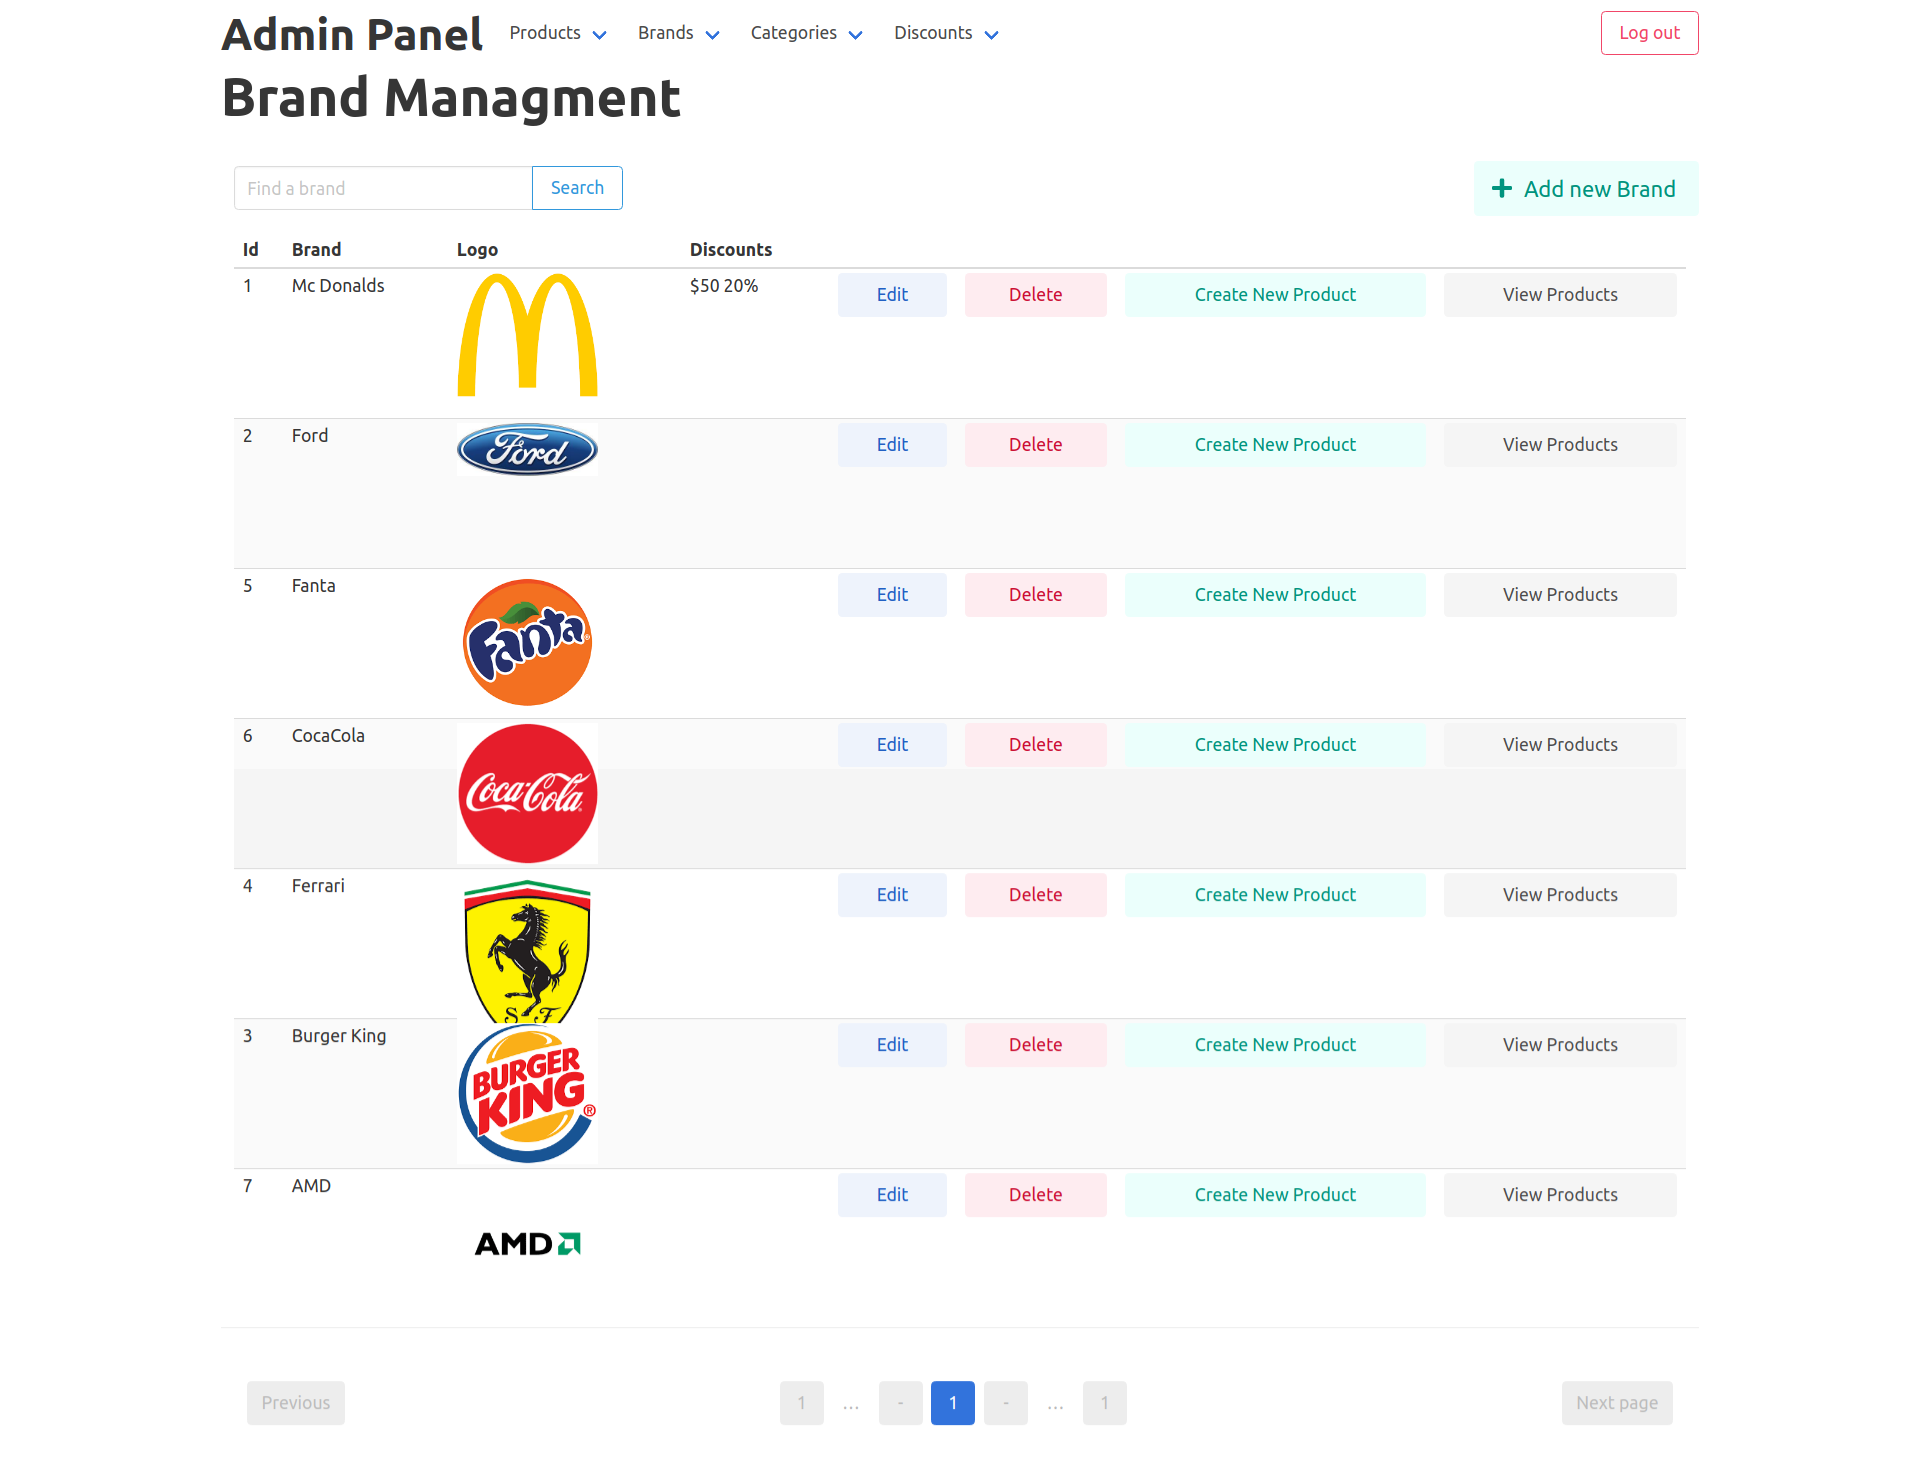 Admin Panel Products Brands Categories Discounts Log out
Brand Managment
Find a brand Search + Add new Brand
Id Brand Logo Discounts
1 Mc Donalds $50 20% Edit Delete Create New Product View Products
2 Ford Ford Edit Delete Create New Product View Products
5 Fanta Edit Delete Create New Product View Products
Fanta ®
6 CocaCola Edit Delete Create New Product View Products
Coca-Cola
4 Ferrari Edit Delete Create New Product View Products
S F
3 Burger King Edit Delete Create New Product View Products
BURGER
KING ®
7 AMD Edit Delete Create New Product View Products
AMD
Previous 1 … - 1 - … 1 Next page